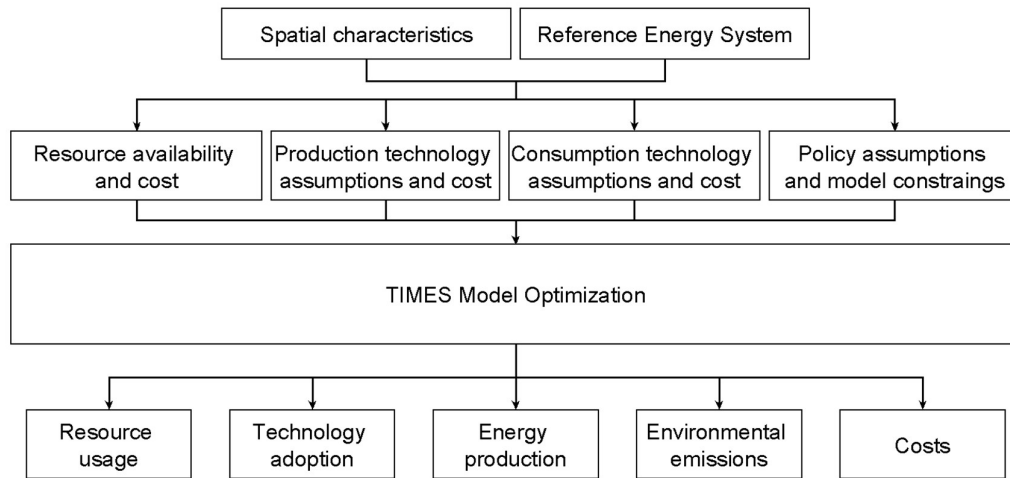 Spatial characteristics
Reference Energy System
Resource availability
and cost
Production technology
assumptions and cost
Consumption technology
assumptions and cost
Policy assumptions
and model constraings
TIMES Model Optimization
Resource
usage
Technology
adoption
Energy
production
Environmental
emissions
Costs